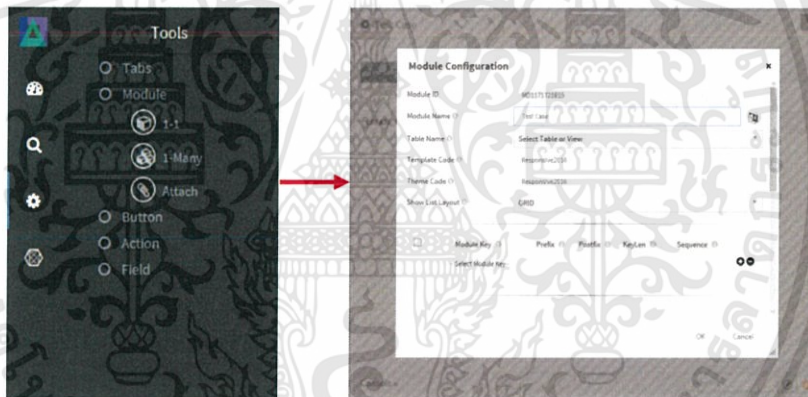 Tools
Tabs
Module
1-1
1-Many
Attach
Button
Action
Field
Module Configuration
Module ID
Module Name
Test case
Table Name
Select Table or View
Template Code
Responsive2016
Theme Code
Responsive2016
Show List Layout
GRID
Module Key
Prefix
Postfix
KeyLen
Sequence
Select Module Key
OK
Cancel